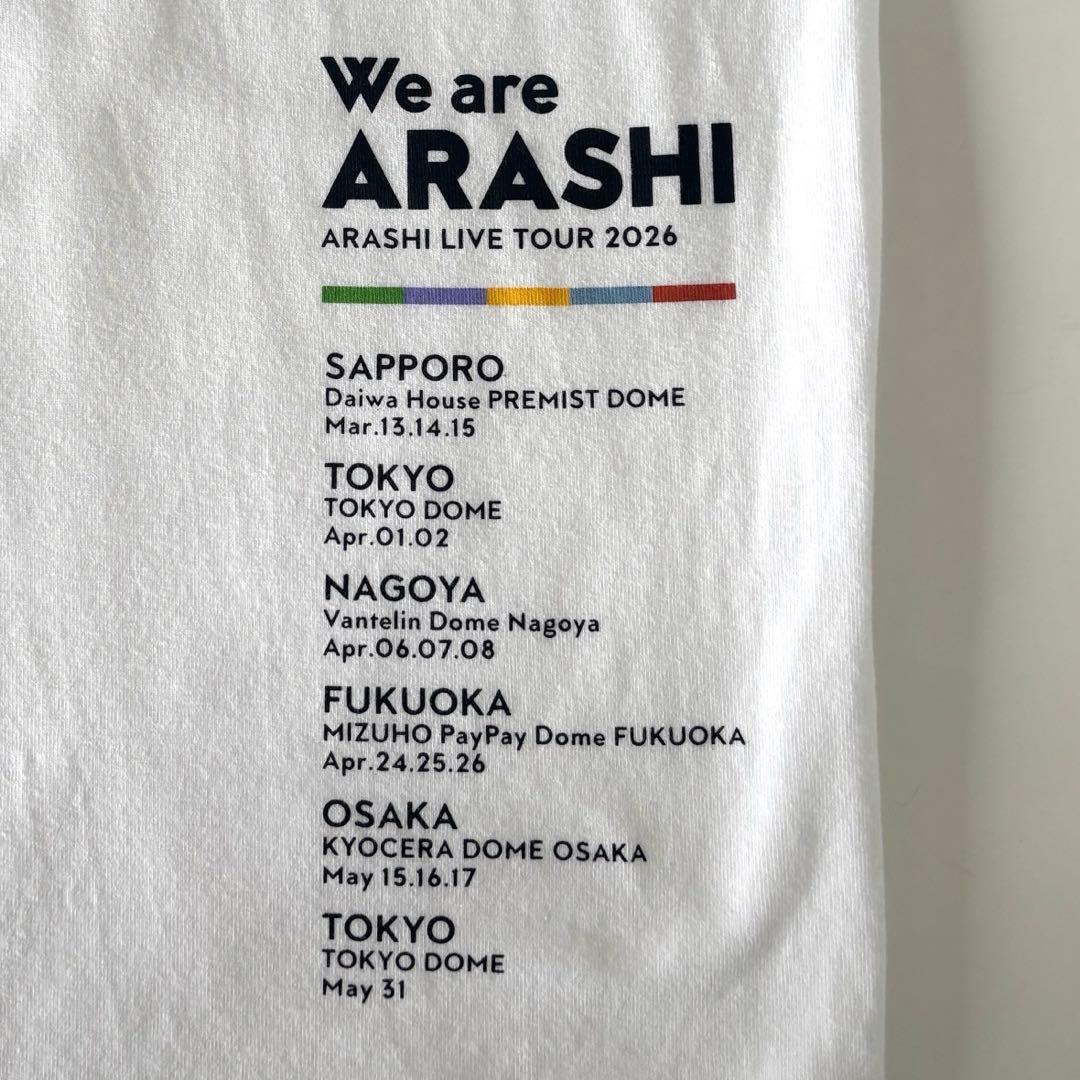 We are
ARASHI
ARASHI LIVE TOUR 2026
SAPPORO
Daiwa House PREMIST DOME
Mar.13.14.15
TOKYO
TOKYO DOME
Apr.01.02
NAGOYA
Vantelin Dome Nagoya
Apr.06.07.08
FUKUOKA
MIZUHO PayPay Dome FUKUOKA
Apr.24.25.26
OSAKA
KYOCERA DOME OSAKA
May 15.16.17
TOKYO
TOKYO DOME
May 31